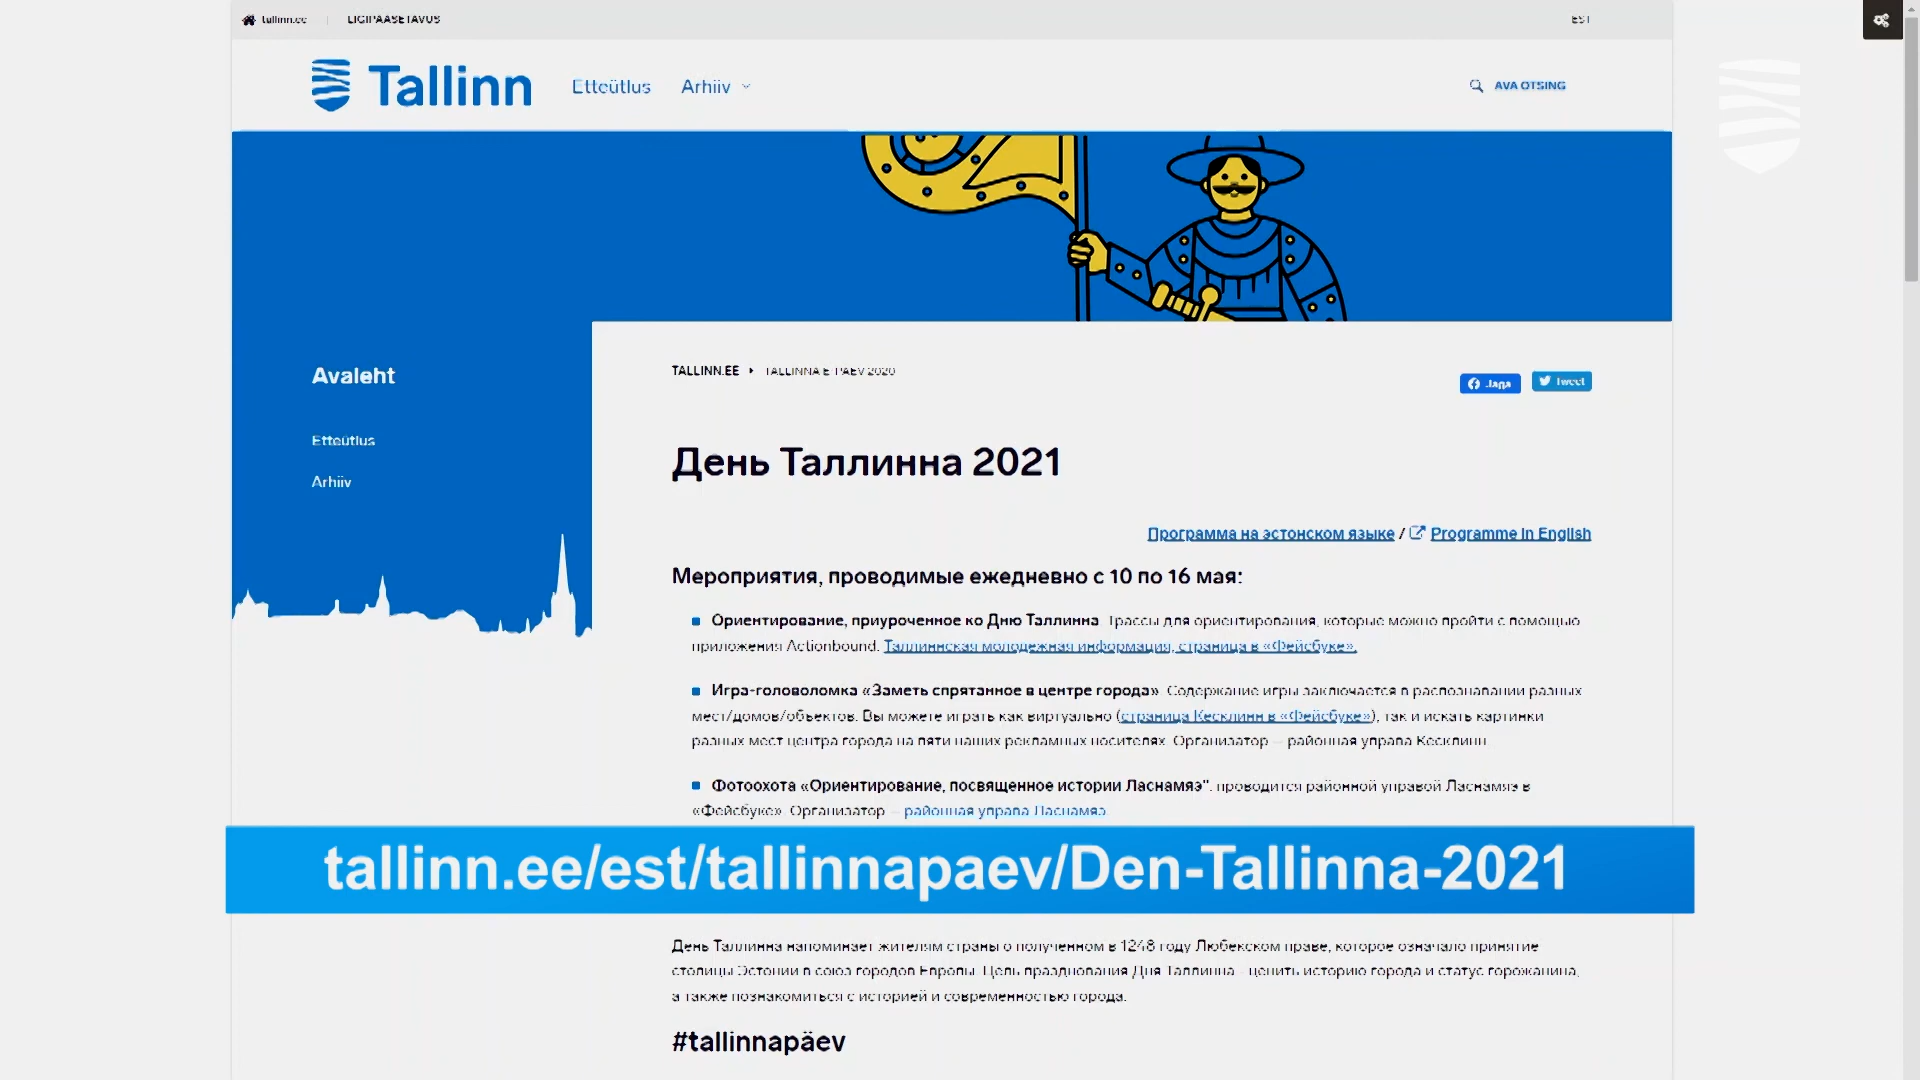 tallinn.ee LIGIPÄÄSETAVUS EST
Tallinn Etteütlus Arhiiv AVA OTSING
Avaleht
Etteütlus
Arhiiv
TALLINN.EE TALLINNA E-PÄEV 2020
Jaga Tweet
День Таллинна 2021
Программа на эстонском языке / Programme in English
Мероприятия, проводимые ежедневно с 10 по 16 мая:
Ориентирование, приуроченное ко Дню Таллинна. Трассы для ориентирования, которые можно пройти с помощью
приложения Actionbound. Таллиннская молодежная информация, страница в «Фейсбуке».
Игра-головоломка «Заметь спрятанное в центре города». Содержание игры заключается в распознавании разных
мест/домов/объектов. Вы можете играть как виртуально (страница Кесклинн в «Фейсбуке»), так и искать картинки
разных мест центра города на пяти наших рекламных носителях. Организатор – районная управа Кесклинн.
Фотоохота «Ориентирование, посвященное истории Ласнамяэ". проводится районной управой Ласнамяэ в
«Фейсбуке». Организатор – районная управа Ласнамяэ.
tallinn.ee/est/tallinnapaev/Den-Tallinna-2021
День Таллинна напоминает жителям страны о полученном в 1248 году Любекском праве, которое означало принятие
столицы Эстонии в союз городов Европы. Цель празднования Дня Таллинна - ценить историю города и статус горожанина,
а также познакомиться с историей и современностью города.
#tallinnapäev